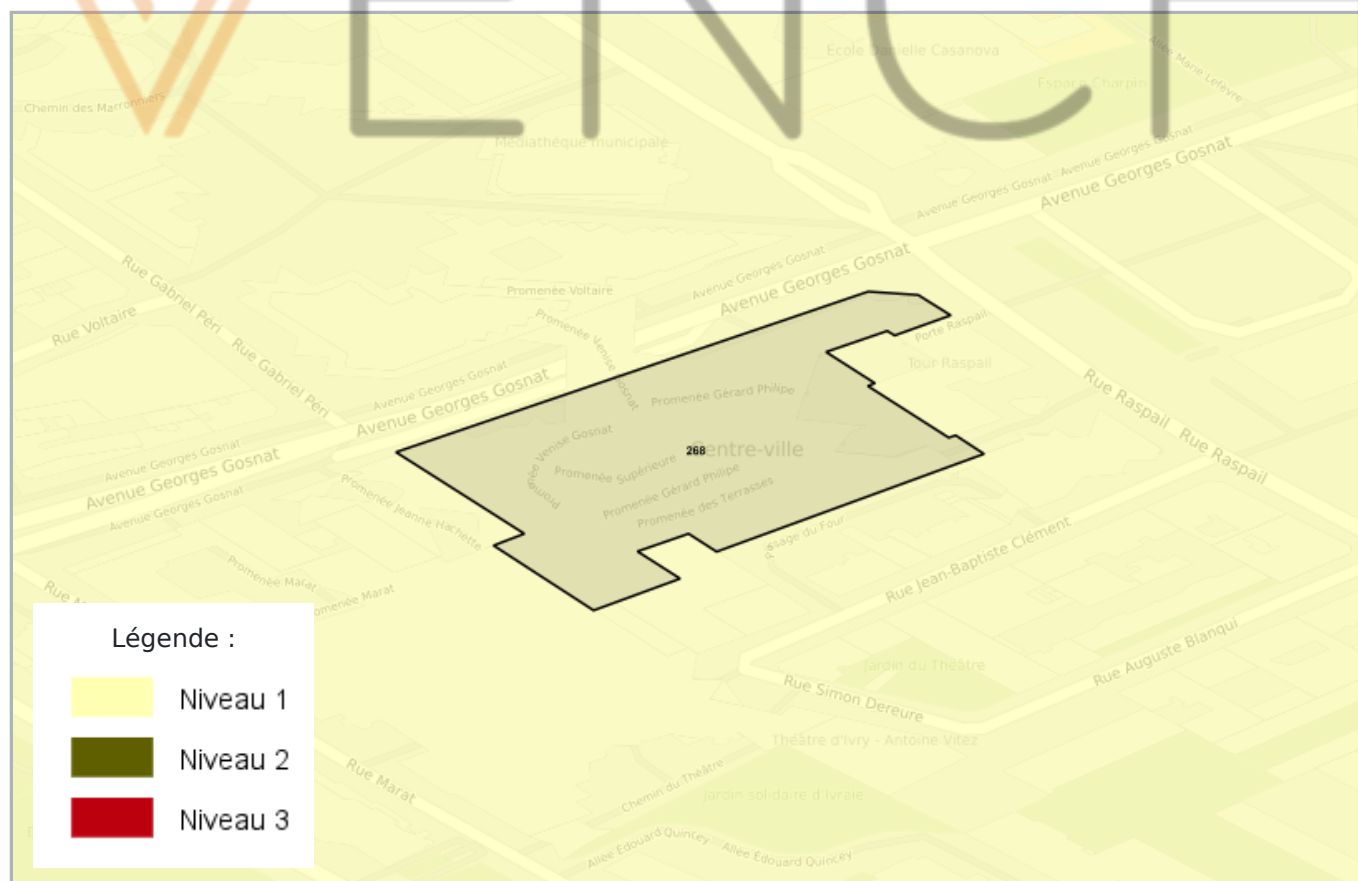 VENCI
Ecole Danielle Casanova
Allée Marie Lefevre
Espace Charpin
Chemin des Marronniers
Médiathèque municipale
Avenue Georges Gosnat
Avenue Georges Gosnat
Avenue Georges Gosnat
Avenue Georges Gosnat
Rue Gabriel Péri
Rue Gabriel Péri
Rue Voltaire
Promenée Voltaire
Avenue Georges Gosnat
Avenue Georges Gosnat
Promenée Venise Gosnat
Porte Raspail
Tour Raspail
Avenue Georges Gosnat
Avenue Georges Gosnat
Promenée Gérard Philipe
Rue Raspail
Rue Raspail
Promenée Venise Gosnat
268
Centre-ville
Avenue Georges Gosnat
Avenue Georges Gosnat
Avenue Georges Gosnat
Promenée Supérieure
Promenée Gérard Philipe
Promenée des Terrasses
Promenée Jeanne Hachette
Passage du Four
Rue Jean-Baptiste Clément
Promenée Marat
Promenée Marat
Rue M
Rue Auguste Blanqui
Jardin du Théâtre
Rue Simon Dereure
Théâtre d'Ivry - Antoine Vitez
Rue Marat
Chemin du Théâtre
Jardin solidaire d'Ivraie
Allée Édouard Quincey
Allée Édouard Quincey
Légende :
Niveau 1
Niveau 2
Niveau 3